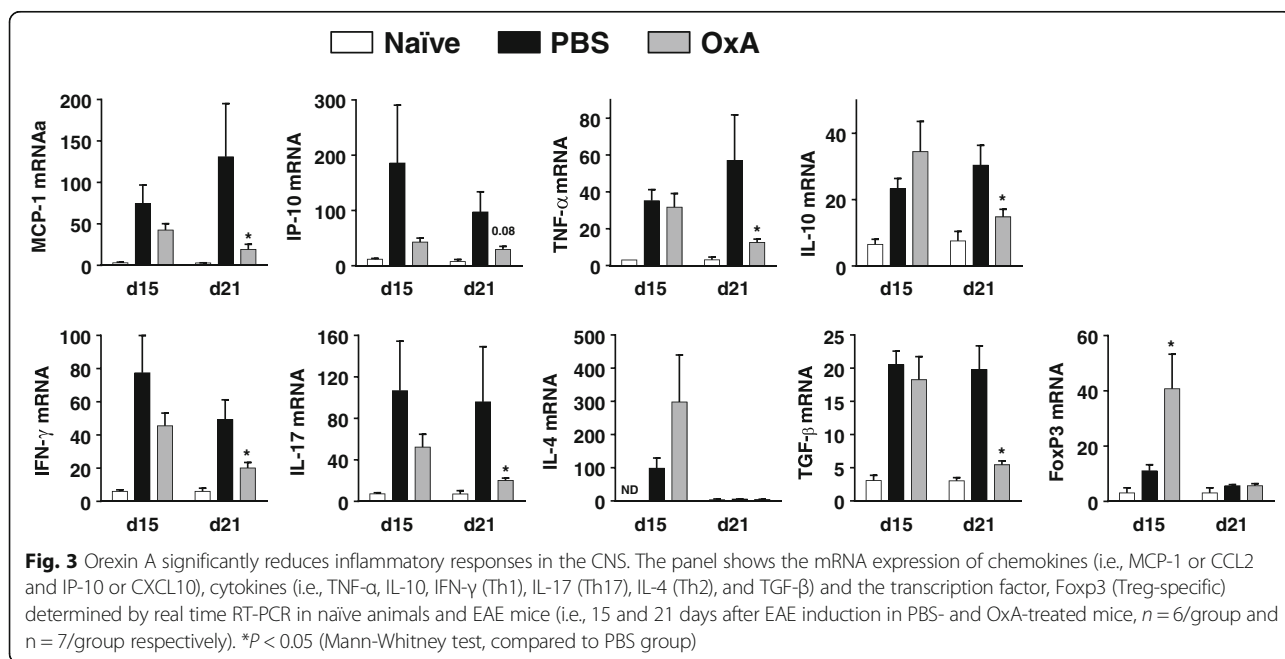 Naïve PBS OxA
MCP-1 mRNAa
200
150
100
50
0
d15 d21
*
IP-10 mRNA
300
200
100
0
d15 d21
0.08
TNF-α mRNA
80
60
40
20
0
d15 d21
*
IL-10 mRNA
40
20
0
d15 d21
*
IFN-γ mRNA
100
80
60
40
20
0
d15 d21
*
IL-17 mRNA
160
120
80
40
0
d15 d21
*
IL-4 mRNA
500
400
300
200
100
0
ND
d15 d21
TGF-β mRNA
25
20
15
10
5
0
d15 d21
*
FoxP3 mRNA
60
40
20
0
d15 d21
*
Fig. 3 Orexin A significantly reduces inflammatory responses in the CNS. The panel shows the mRNA expression of chemokines (i.e., MCP-1 or CCL2
and IP-10 or CXCL10), cytokines (i.e., TNF-α, IL-10, IFN-γ (Th1), IL-17 (Th17), IL-4 (Th2), and TGF-β) and the transcription factor, Foxp3 (Treg-specific)
determined by real time RT-PCR in naïve animals and EAE mice (i.e., 15 and 21 days after EAE induction in PBS- and OxA-treated mice, n = 6/group and
n = 7/group respectively). *P < 0.05 (Mann-Whitney test, compared to PBS group)